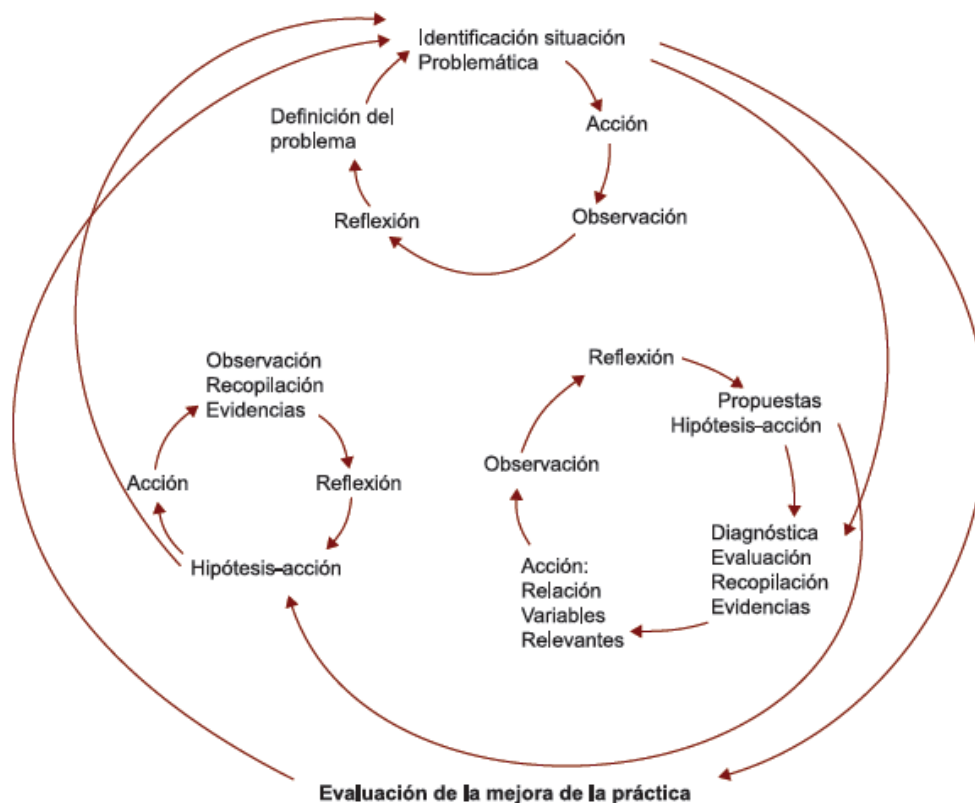 Identificación situación
Problemática
Definición del
problema
Acción
Reflexión
Observación
Observación
Recopilación
Evidencias
Acción
Reflexión
Hipótesis-acción
Reflexión
Propuestas
Hipótesis-acción
Observación
Diagnóstica
Evaluación
Recopilación
Evidencias
Acción:
Relación
Variables
Relevantes
Evaluación de la mejora de la práctica